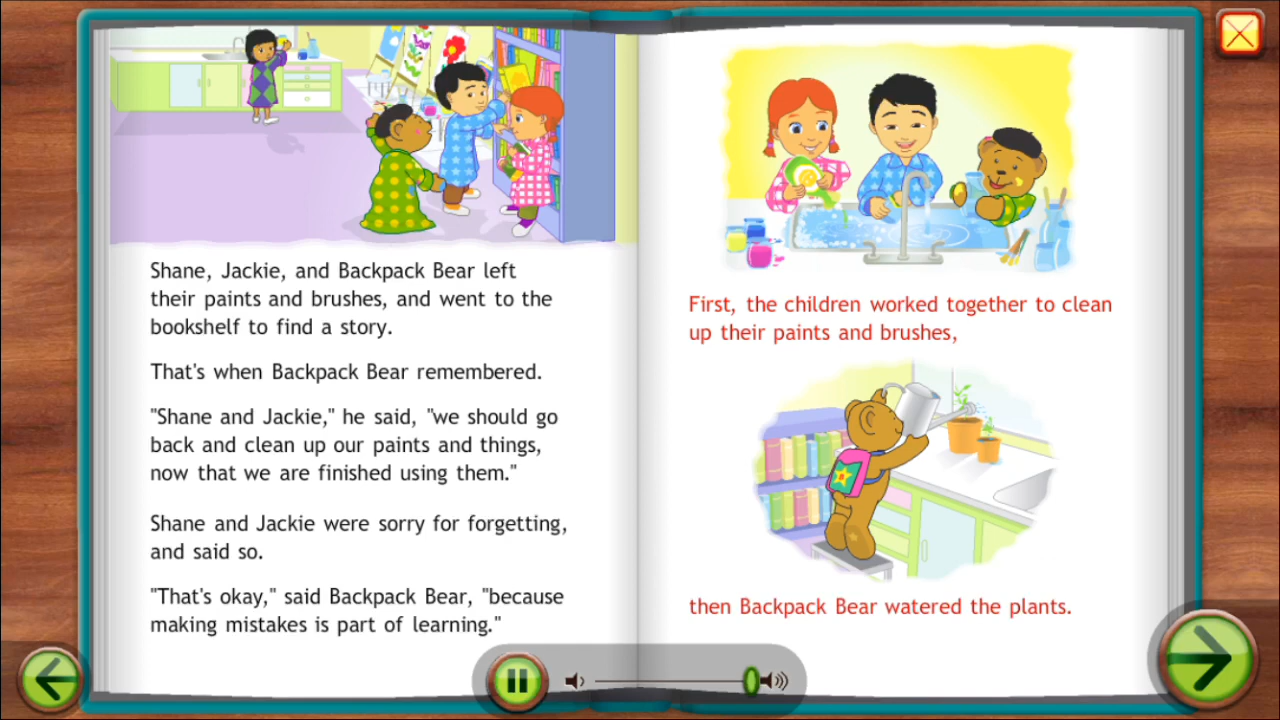 Shane, Jackie, and Backpack Bear left
their paints and brushes, and went to the
bookshelf to find a story.
That's when Backpack Bear remembered.
"Shane and Jackie," he said, "we should go
back and clean up our paints and things,
now that we are finished using them."
Shane and Jackie were sorry for forgetting,
and said so.
"That's okay," said Backpack Bear, "because
making mistakes is part of learning."
First, the children worked together to clean
up their paints and brushes,
then Backpack Bear watered the plants.